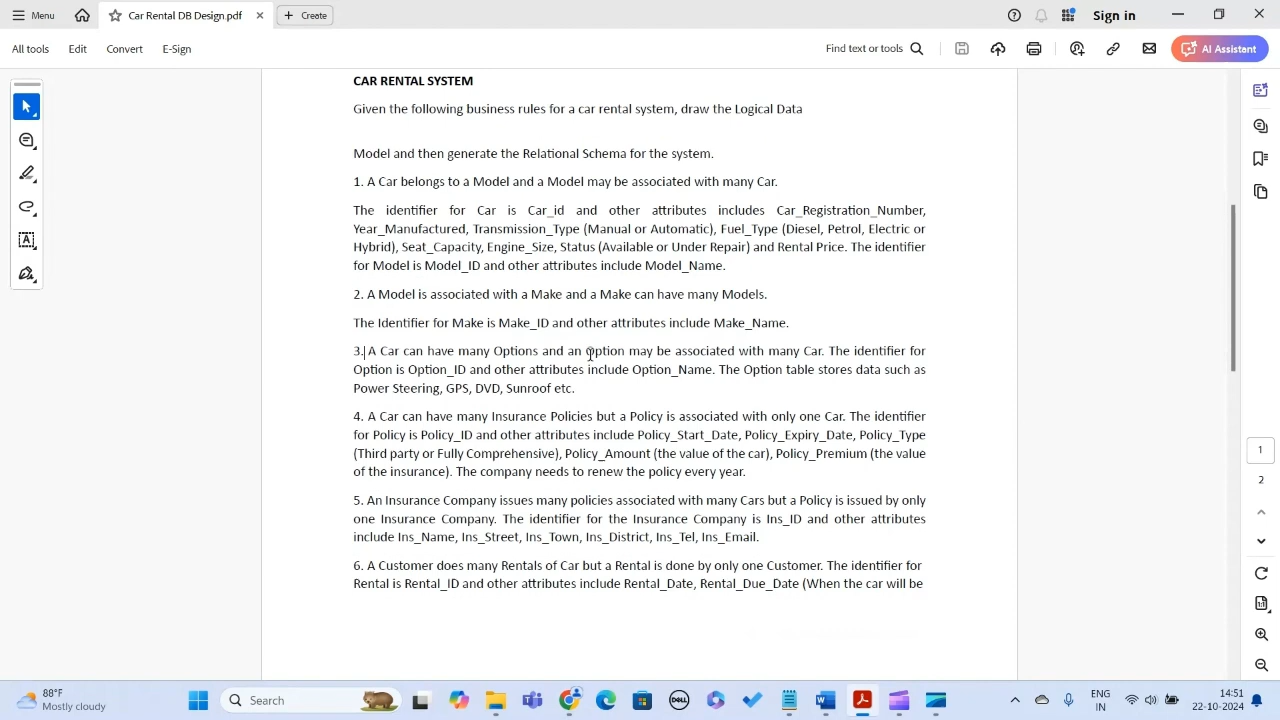 Menu
Car Rental DB Design.pdf
Create
Sign in
All tools
Edit
Convert
E-Sign
Find text or tools
AI Assistant
CAR RENTAL SYSTEM
Given the following business rules for a car rental system, draw the Logical Data
Model and then generate the Relational Schema for the system.
1. A Car belongs to a Model and a Model may be associated with many Car.
The identifier for Car is Car_id and other attributes includes Car_Registration_Number,
Year_Manufactured, Transmission_Type (Manual or Automatic), Fuel_Type (Diesel, Petrol, Electric or
Hybrid), Seat_Capacity, Engine_Size, Status (Available or Under Repair) and Rental Price. The identifier
for Model is Model_ID and other attributes include Model_Name.
2. A Model is associated with a Make and a Make can have many Models.
The Identifier for Make is Make_ID and other attributes include Make_Name.
3. A Car can have many Options and an Option may be associated with many Car. The identifier for
Option is Option_ID and other attributes include Option_Name. The Option table stores data such as
Power Steering, GPS, DVD, Sunroof etc.
4. A Car can have many Insurance Policies but a Policy is associated with only one Car. The identifier
for Policy is Policy_ID and other attributes include Policy_Start_Date, Policy_Expiry_Date, Policy_Type
(Third party or Fully Comprehensive), Policy_Amount (the value of the car), Policy_Premium (the value
of the insurance). The company needs to renew the policy every year.
5. An Insurance Company issues many policies associated with many Cars but a Policy is issued by only
one Insurance Company. The identifier for the Insurance Company is Ins_ID and other attributes
include Ins_Name, Ins_Street, Ins_Town, Ins_District, Ins_Tel, Ins_Email.
6. A Customer does many Rentals of Car but a Rental is done by only one Customer. The identifier for
Rental is Rental_ID and other attributes include Rental_Date, Rental_Due_Date (When the car will be
1
2
88°F
Mostly cloudy
Search
DELL
ENG
IN
14:51
22-10-2024